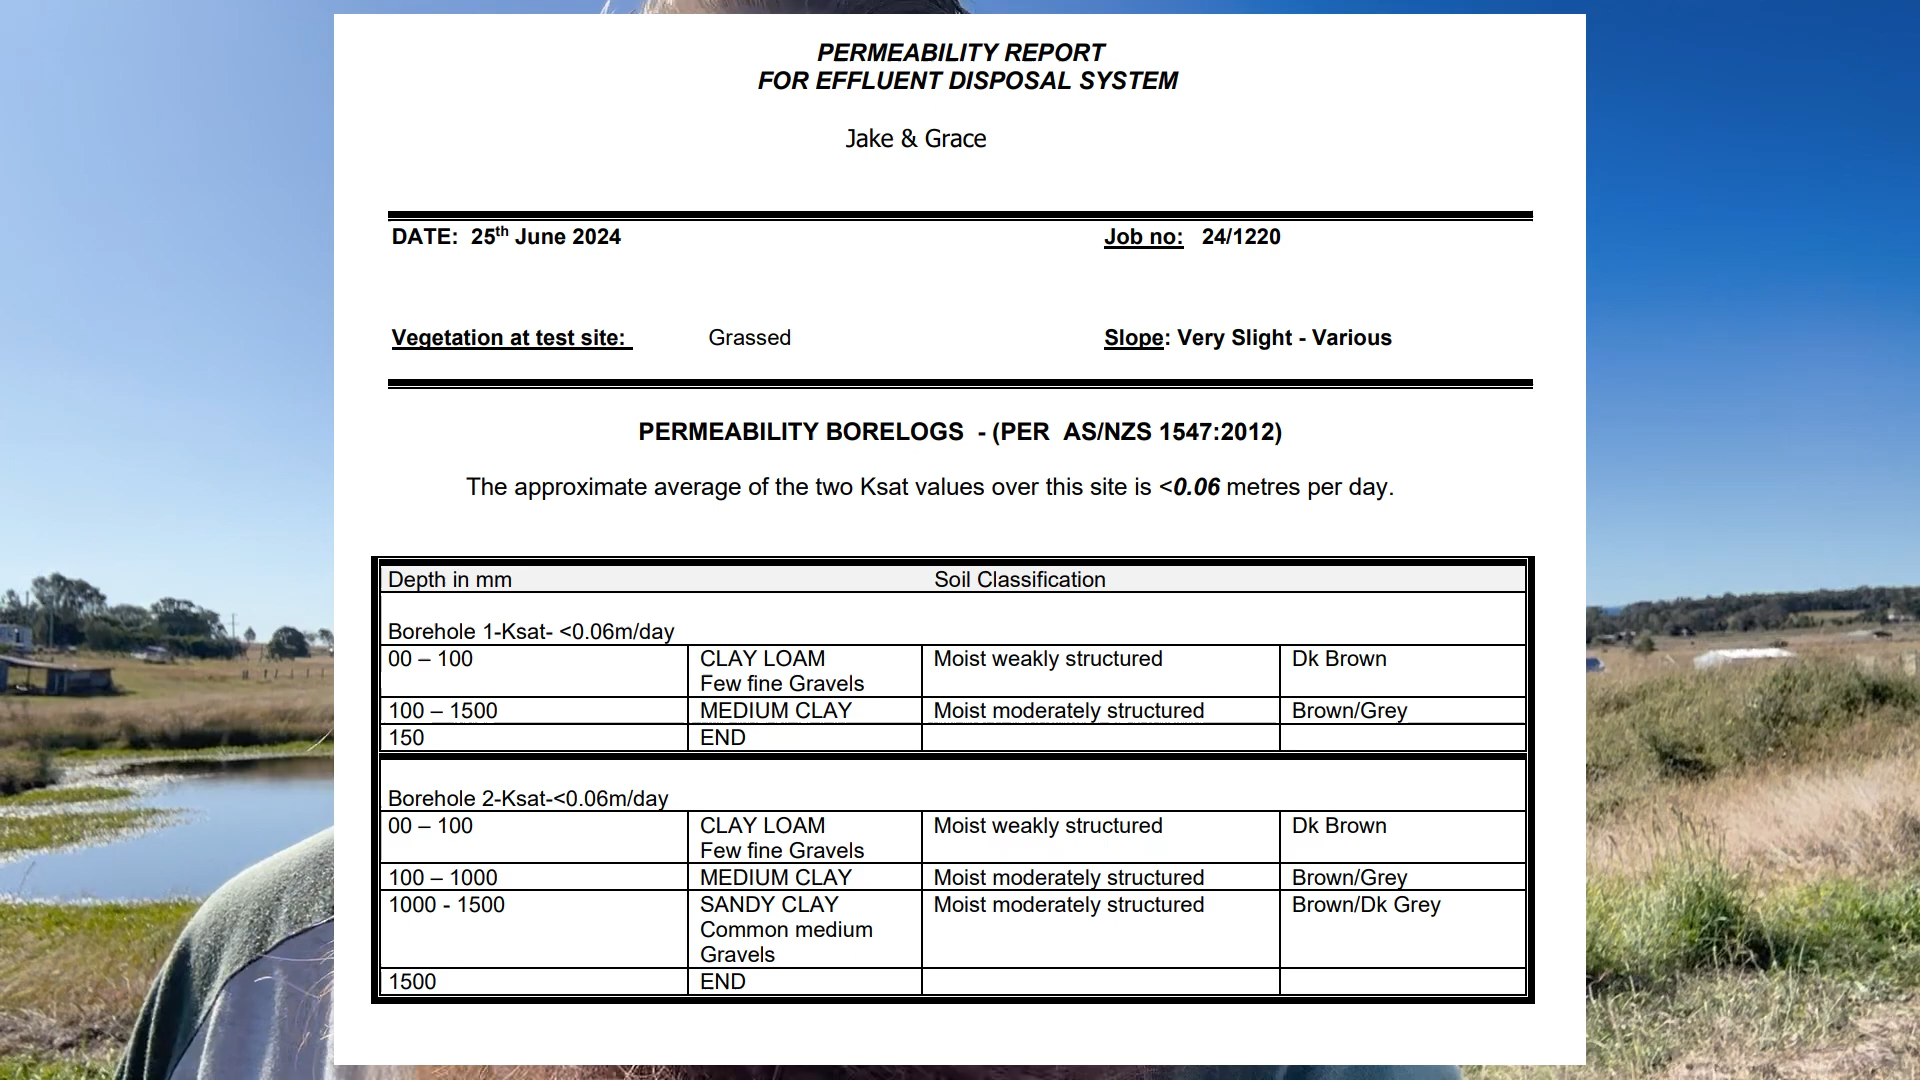 PERMEABILITY REPORT
FOR EFFLUENT DISPOSAL SYSTEM
Jake & Grace
DATE: 25th June 2024 Job no: 24/1220
Vegetation at test site: Grassed Slope: Very Slight - Various
PERMEABILITY BORELOGS - (PER AS/NZS 1547:2012)
The approximate average of the two Ksat values over this site is <0.06 metres per day.
Depth in mm Soil Classification
Borehole 1-Ksat- <0.06m/day
00 – 100 CLAY LOAM Moist weakly structured Dk Brown
Few fine Gravels
100 – 1500 MEDIUM CLAY Moist moderately structured Brown/Grey
150 END
Borehole 2-Ksat-<0.06m/day
00 – 100 CLAY LOAM Moist weakly structured Dk Brown
Few fine Gravels
100 – 1000 MEDIUM CLAY Moist moderately structured Brown/Grey
1000 - 1500 SANDY CLAY Moist moderately structured Brown/Dk Grey
Common medium
Gravels
1500 END